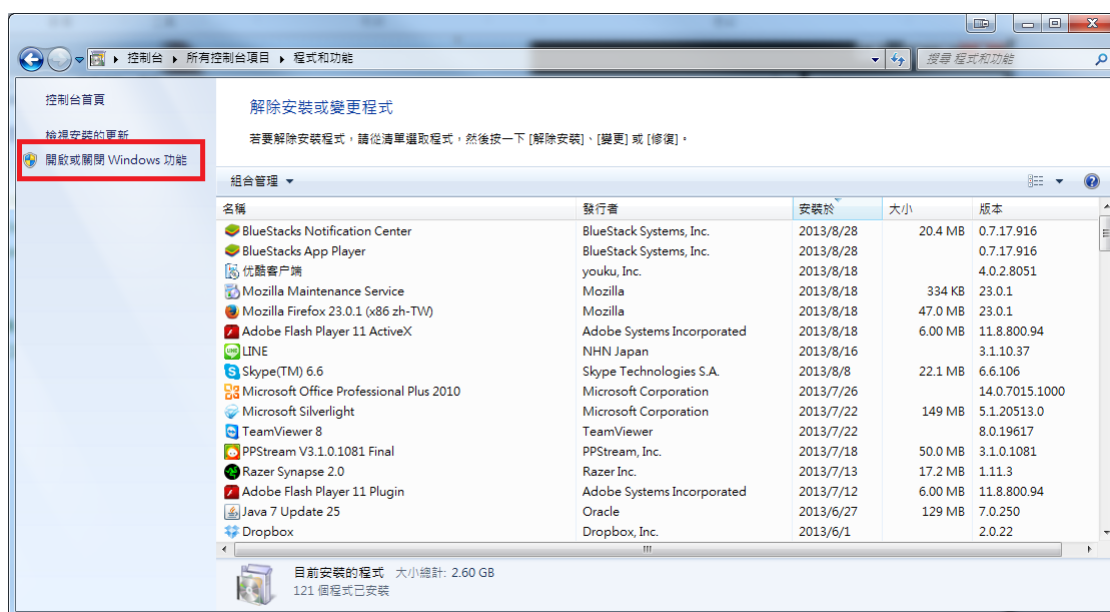 控制台 ▸ 所有控制台項目 ▸ 程式和功能
搜尋 程式和功能
控制台首頁
檢視安裝的更新
開啟或關閉 Windows 功能
解除安裝或變更程式
若要解除安裝程式，請從清單選取程式，然後按一下 [解除安裝]、[變更] 或 [修復]。
組合管理
名稱 發行者 安裝於 大小 版本
BlueStacks Notification Center BlueStack Systems, Inc. 2013/8/28 20.4 MB 0.7.17.916
BlueStacks App Player BlueStack Systems, Inc. 2013/8/28 0.7.17.916
优酷客户端 youku, Inc. 2013/8/18 4.0.2.8051
Mozilla Maintenance Service Mozilla 2013/8/18 334 KB 23.0.1
Mozilla Firefox 23.0.1 (x86 zh-TW) Mozilla 2013/8/18 47.0 MB 23.0.1
Adobe Flash Player 11 ActiveX Adobe Systems Incorporated 2013/8/18 6.00 MB 11.8.800.94
LINE NHN Japan 2013/8/16 3.1.10.37
Skype(TM) 6.6 Skype Technologies S.A. 2013/8/8 22.1 MB 6.6.106
Microsoft Office Professional Plus 2010 Microsoft Corporation 2013/7/26 14.0.7015.1000
Microsoft Silverlight Microsoft Corporation 2013/7/22 149 MB 5.1.20513.0
TeamViewer 8 TeamViewer 2013/7/22 8.0.19617
PPStream V3.1.0.1081 Final PPStream, Inc. 2013/7/18 50.0 MB 3.1.0.1081
Razer Synapse 2.0 Razer Inc. 2013/7/13 17.2 MB 1.11.3
Adobe Flash Player 11 Plugin Adobe Systems Incorporated 2013/7/12 6.00 MB 11.8.800.94
Java 7 Update 25 Oracle 2013/6/27 129 MB 7.0.250
Dropbox Dropbox, Inc. 2013/6/1 2.0.22
目前安裝的程式 大小總計: 2.60 GB
121 個程式已安裝